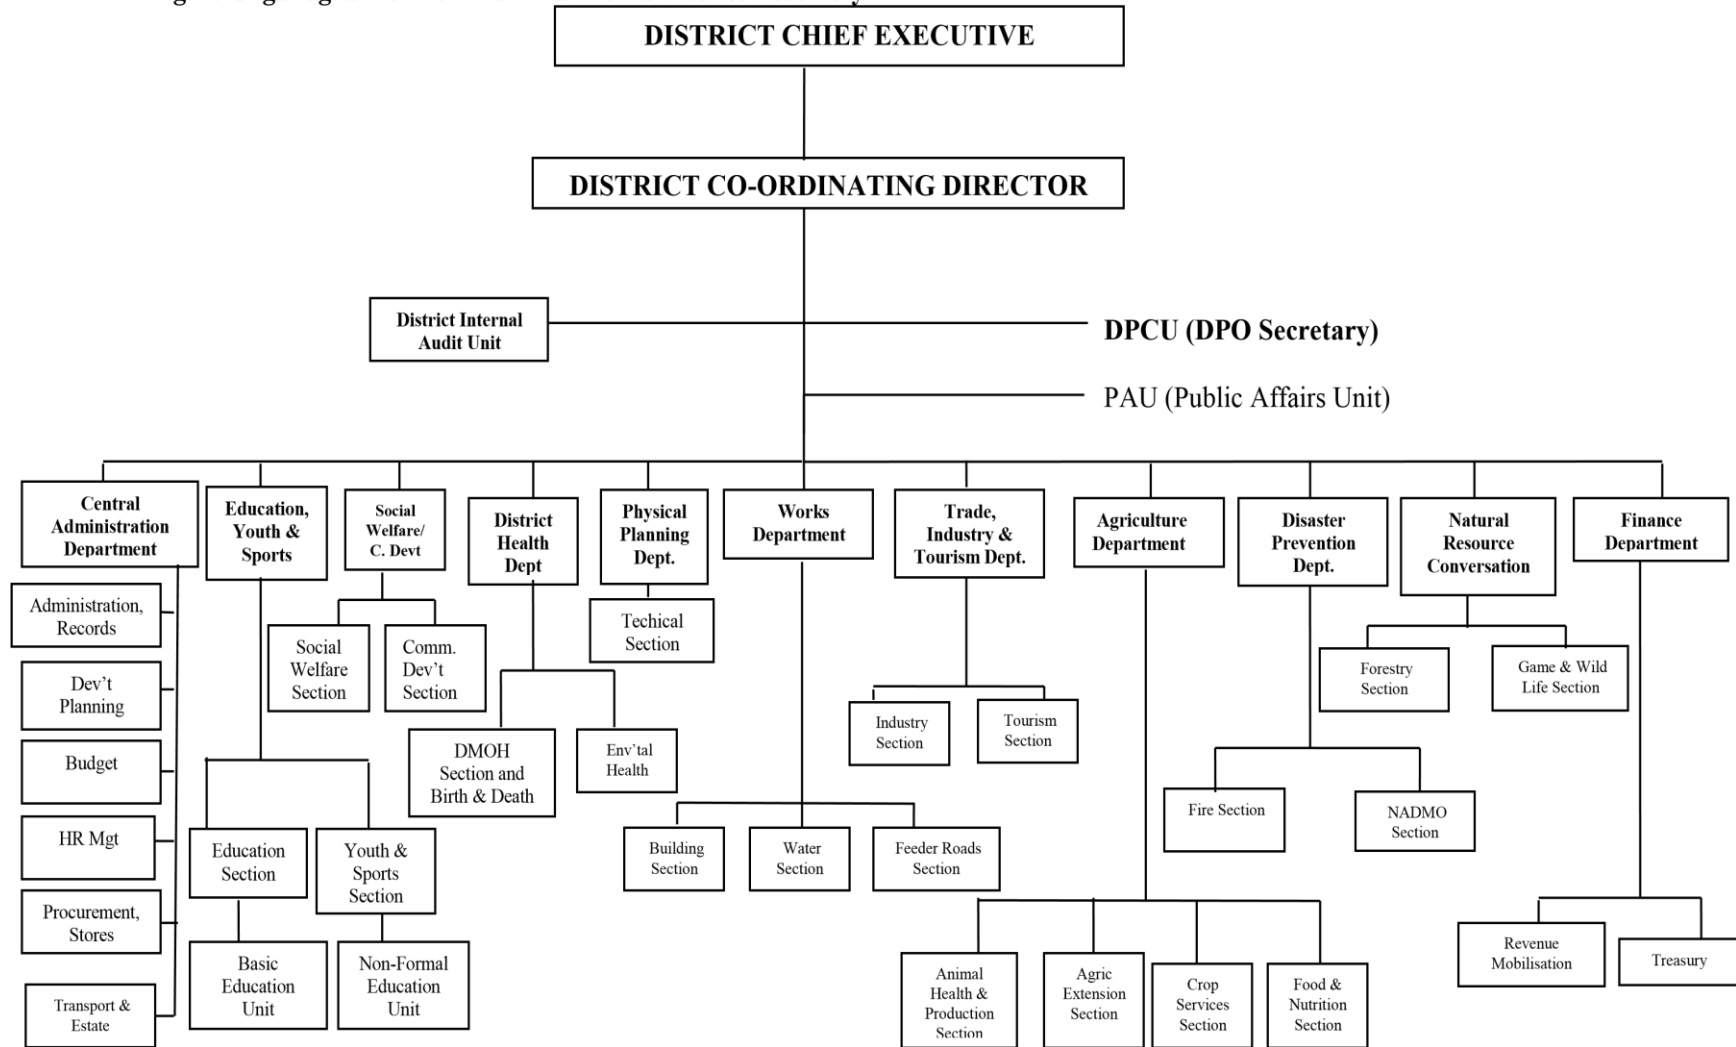 DISTRICT CHIEF EXECUTIVE
DISTRICT CO-ORDINATING DIRECTOR
District Internal
Audit Unit
DPCU (DPO Secretary)
PAU (Public Affairs Unit)
Central
Administration
Department
Education,
Youth &
Sports
Social
Welfare/
C. Devt
District
Health
Dept
Physical
Planning
Dept.
Works
Department
Trade,
Industry &
Tourism Dept.
Agriculture
Department
Disaster
Prevention
Dept.
Natural
Resource
Conversation
Finance
Department
Administration,
Records
Dev't
Planning
Budget
HR Mgt
Procurement,
Stores
Transport &
Estate
Social
Welfare
Section
Comm.
Dev't
Section
Techical
Section
DMOH
Section and
Birth & Death
Env'tal
Health
Education
Section
Youth &
Sports
Section
Basic
Education
Unit
Non-Formal
Education
Unit
Building
Section
Water
Section
Feeder Roads
Section
Industry
Section
Tourism
Section
Animal
Health &
Production
Section
Agric
Extension
Section
Crop
Services
Section
Food &
Nutrition
Section
Fire Section
NADMO
Section
Forestry
Section
Game & Wild
Life Section
Revenue
Mobilisation
Treasury